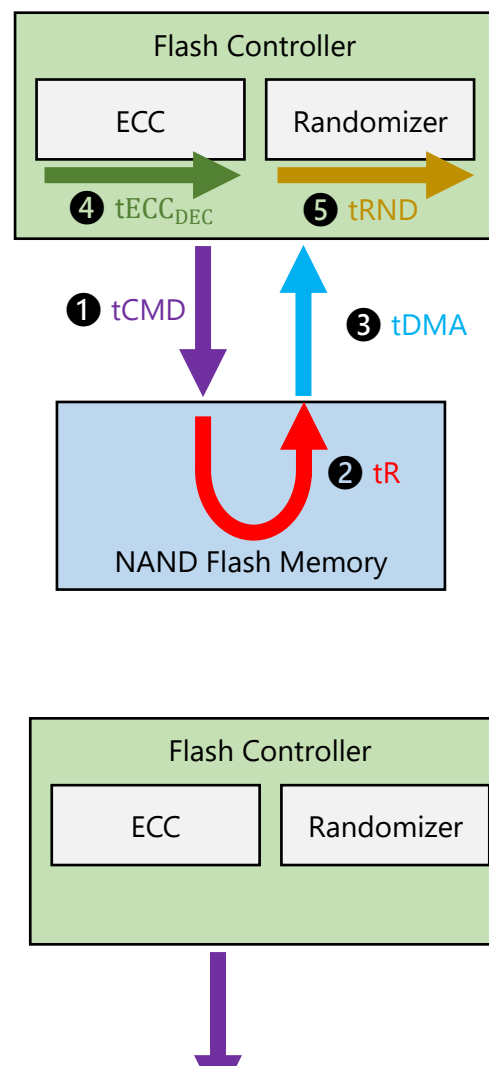 Flash Controller
ECC Randomizer
❹ tECC_DEC ❺ tRND
❶ tCMD
❸ tDMA
❷ tR
NAND Flash Memory
Flash Controller
ECC Randomizer